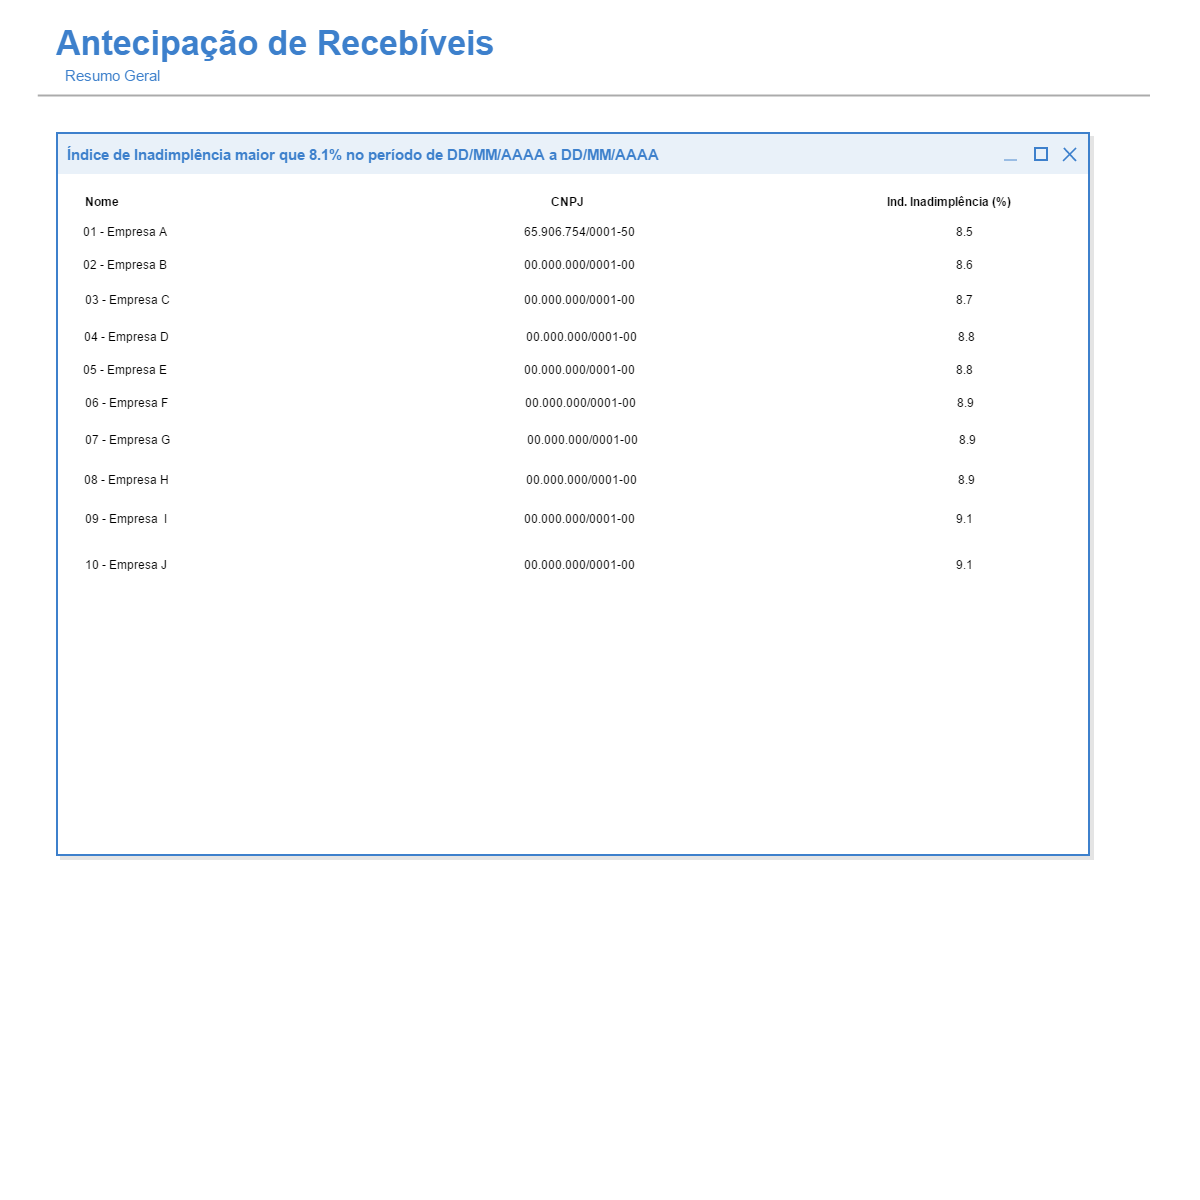 Antecipação de Recebíveis
Resumo Geral
Índice de Inadimplência maior que 8.1% no período de DD/MM/AAAA a DD/MM/AAAA
Nome CNPJ Ind. Inadimplência (%)
01 - Empresa A 65.906.754/0001-50 8.5
02 - Empresa B 00.000.000/0001-00 8.6
03 - Empresa C 00.000.000/0001-00 8.7
04 - Empresa D 00.000.000/0001-00 8.8
05 - Empresa E 00.000.000/0001-00 8.8
06 - Empresa F 00.000.000/0001-00 8.9
07 - Empresa G 00.000.000/0001-00 8.9
08 - Empresa H 00.000.000/0001-00 8.9
09 - Empresa I 00.000.000/0001-00 9.1
10 - Empresa J 00.000.000/0001-00 9.1